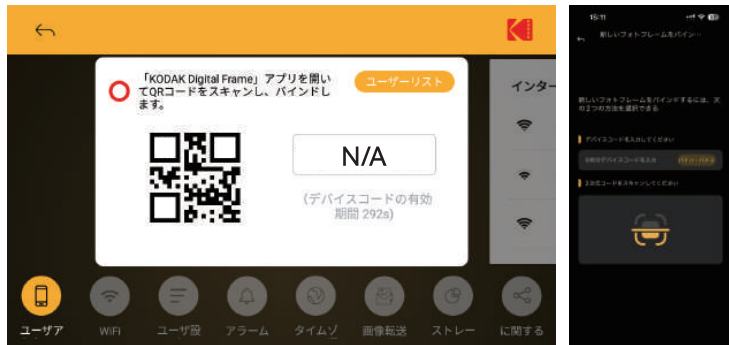 「KODAK Digital Frame」アプリを開い
てQRコードをスキャンし、バインドし
ます。
ユーザーリスト
N/A
(デバイスコードの有効
期間 292s)
インター
ユーザア
WIFI
ユーザ設
アラーム
タイムゾ
画像転送
ストレー
に関する
15:11
新しいフォトフレームをバイン…
新しいフォトフレームをバインドするには、次
の2つの方法を選択できる
デバイスコードを入力してください
2次元コードをスキャンしてください